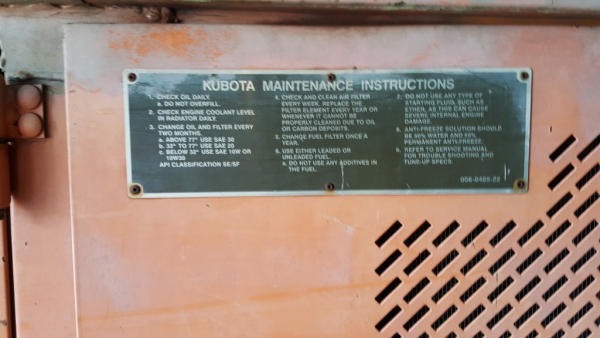 KUBOTA MAINTENANCE INSTRUCTIONS
1. CHECK OIL DAILY.
a. DO NOT OVERFILL.
2. CHECK ENGINE COOLANT LEVEL
IN RADIATOR DAILY.
3. CHANGE OIL AND FILTER EVERY
TWO MONTHS.
a. ABOVE 77° USE SAE 30
b. 32° TO 77° USE SAE 20
c. BELOW 32° USE SAE 10W OR
10W30
API CLASSIFICATION SE/SF
4. CHECK AND CLEAN AIR FILTER
EVERY WEEK. REPLACE THE
FILTER ELEMENT EVERY YEAR OR
WHENEVER IT CANNOT BE
PROPERLY CLEANED DUE TO OIL
OR CARBON DEPOSITS.
5. CHANGE FUEL FILTER ONCE A
YEAR.
6. USE EITHER LEADED OR
UNLEADED FUEL.
a. DO NOT USE ANY ADDITIVES IN
THE FUEL.
7. DO NOT USE ANY TYPE OF
STARTING FLUID, SUCH AS
ETHER, AS THIS CAN CAUSE
SEVERE INTERNAL ENGINE
DAMAGE.
8. ANTI-FREEZE SOLUTION SHOULD
BE 50% WATER AND 50%
PERMANENT ANTI-FREEZE.
9. REFER TO SERVICE MANUAL
FOR TROUBLE SHOOTING AND
TUNE-UP SPECS.